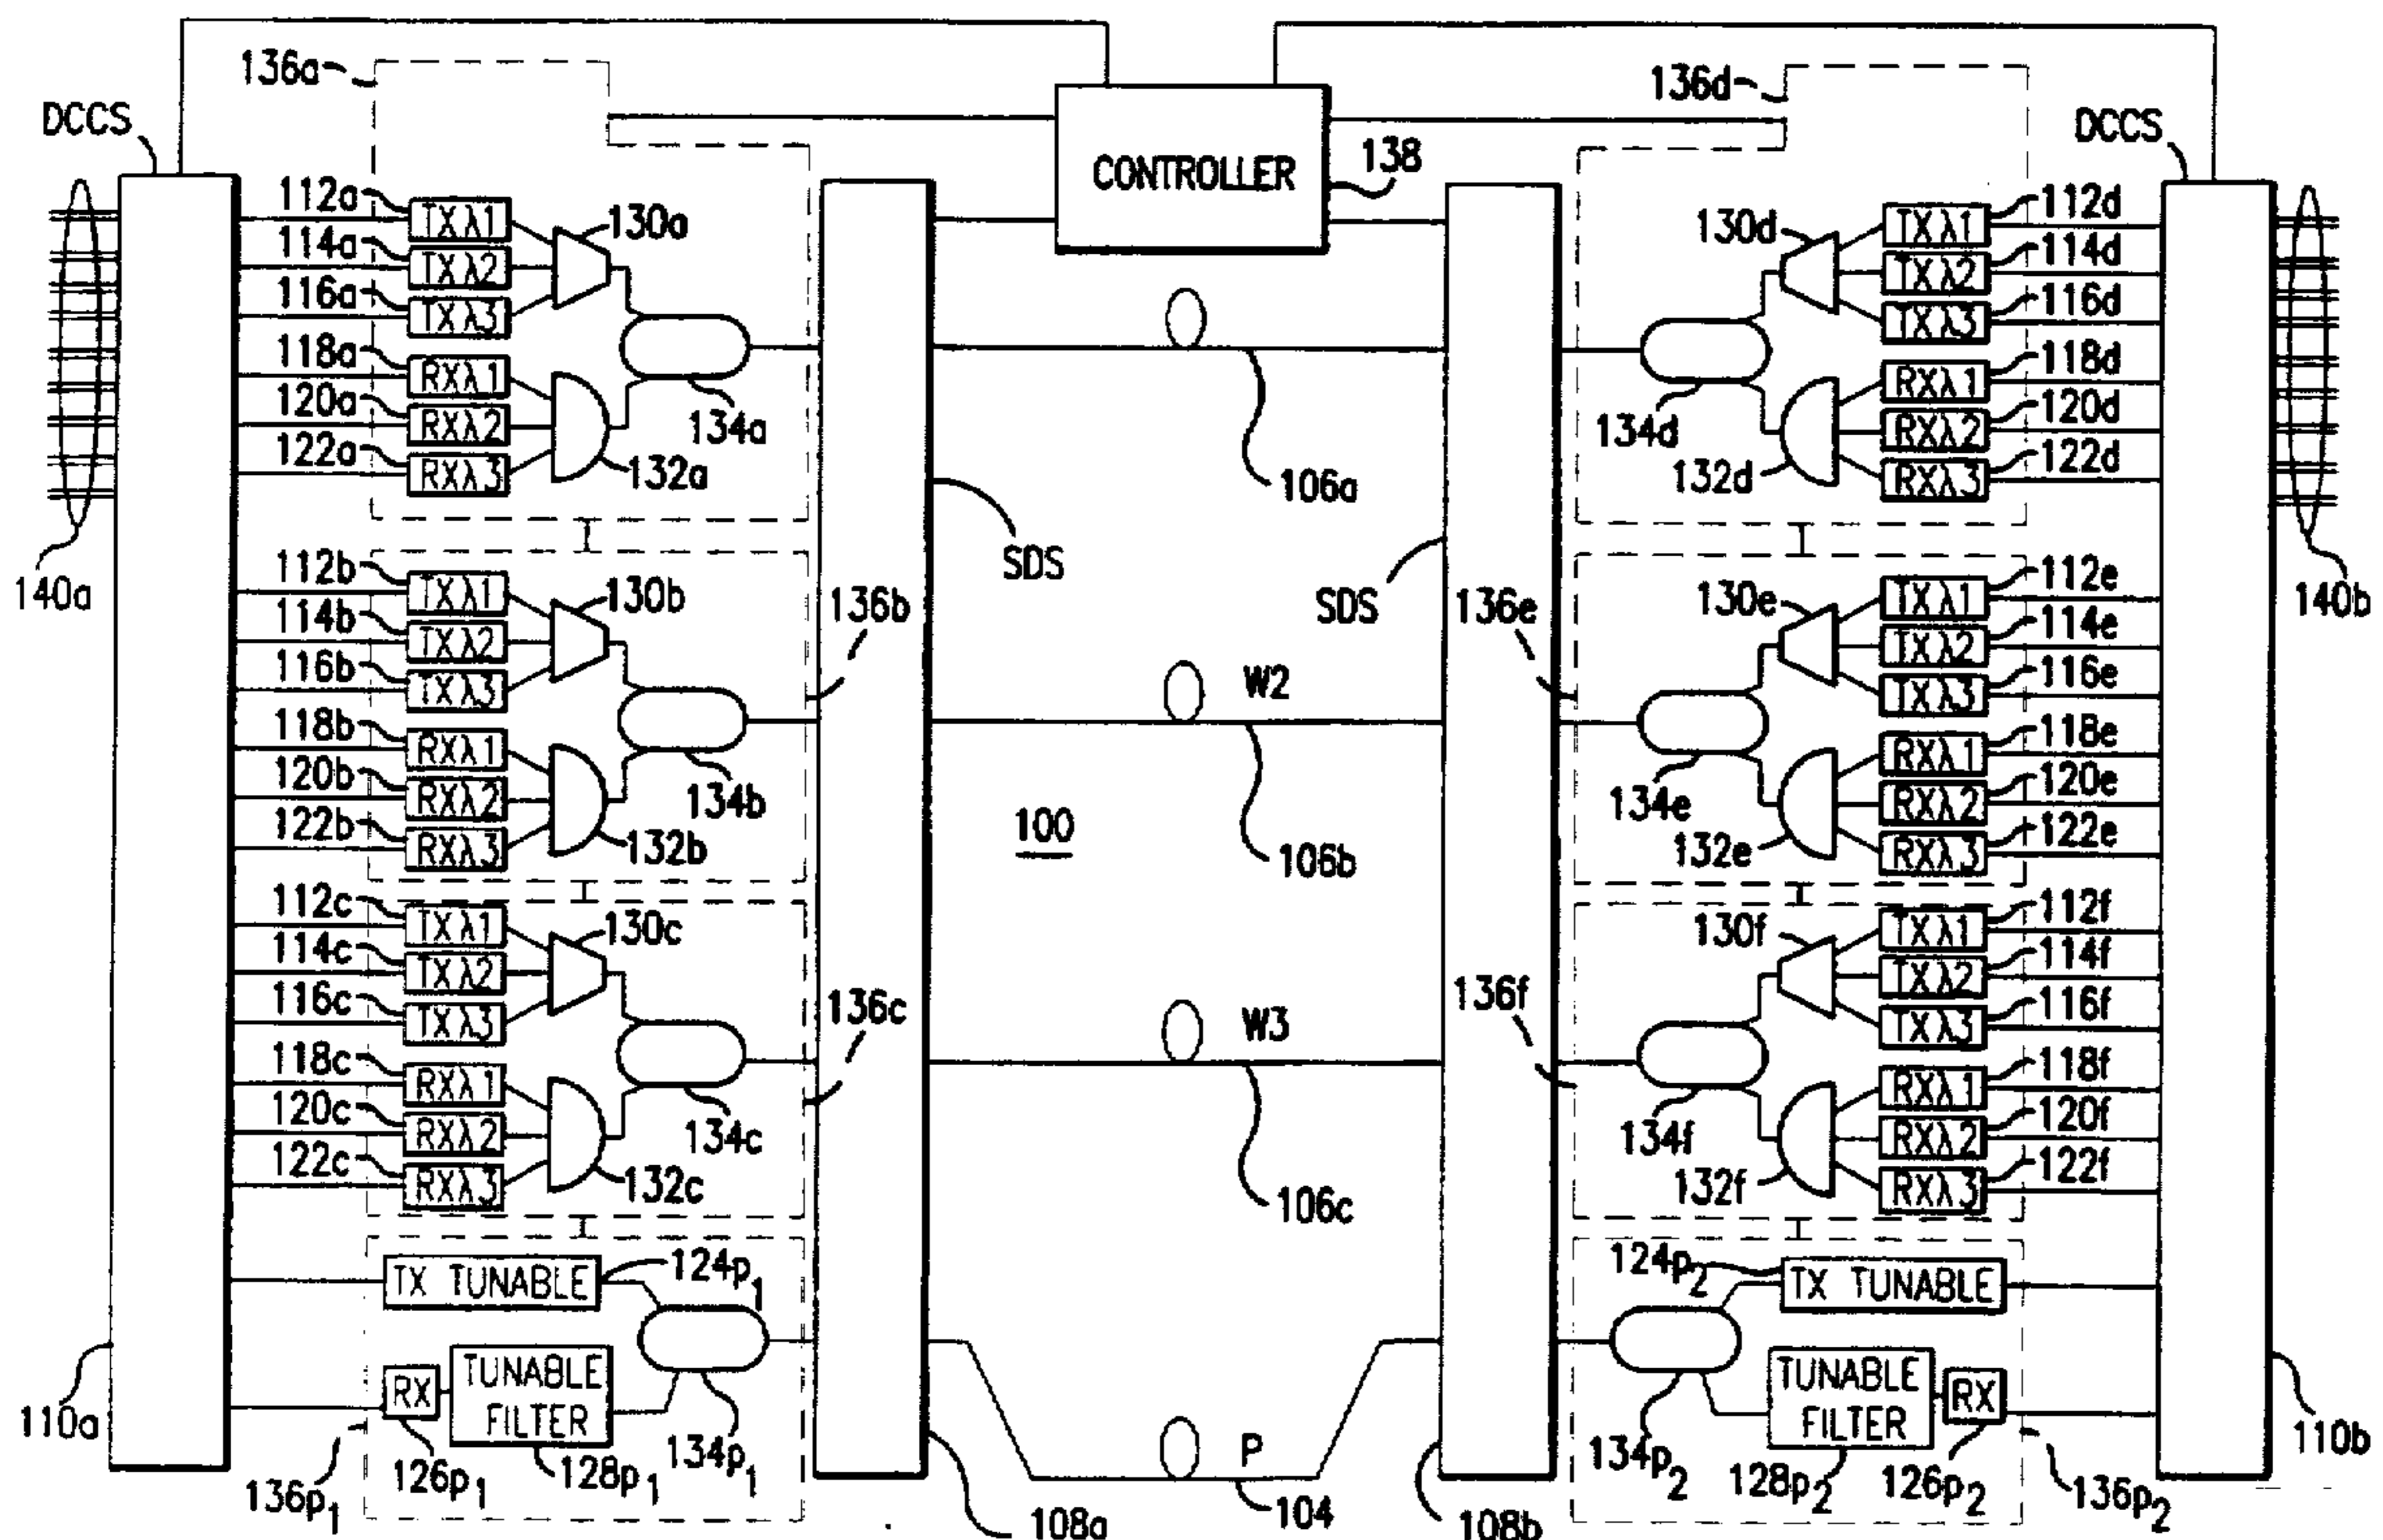 136a
136d
DCCS
CONTROLLER
138
DCCS
112a
TXλ1
130a
114a
TXλ2
116a
TXλ3
118a
RXλ1
120a
RXλ2
134a
122a
RXλ3
132a
140a
130d
TXλ1
112d
TXλ2
114d
TXλ3
116d
RXλ1
118d
134d
RXλ2
120d
132d
RXλ3
122d
140b
106a
SDS
SDS
112b
TXλ1
130b
136b
114b
TXλ2
116b
TXλ3
118b
RXλ1
120b
RXλ2
134b
122b
RXλ3
132b
W2
100
106b
136e
130e
TXλ1
112e
TXλ2
114e
TXλ3
116e
RXλ1
118e
134e
RXλ2
120e
132e
RXλ3
122e
112c
TXλ1
130c
136c
114c
TXλ2
116c
TXλ3
118c
RXλ1
120c
RXλ2
134c
122c
RXλ3
132c
W3
106c
136f
130f
TXλ1
112f
TXλ2
114f
TXλ3
116f
RXλ1
118f
134f
RXλ2
120f
132f
RXλ3
122f
TX TUNABLE
124p1
RX
TUNABLE
FILTER
110a
136p1
126p1
128p1
134p1
108a
P
104
108b
124p2
TX TUNABLE
TUNABLE
FILTER
RX
134p2
128p2
126p2
136p2
110b